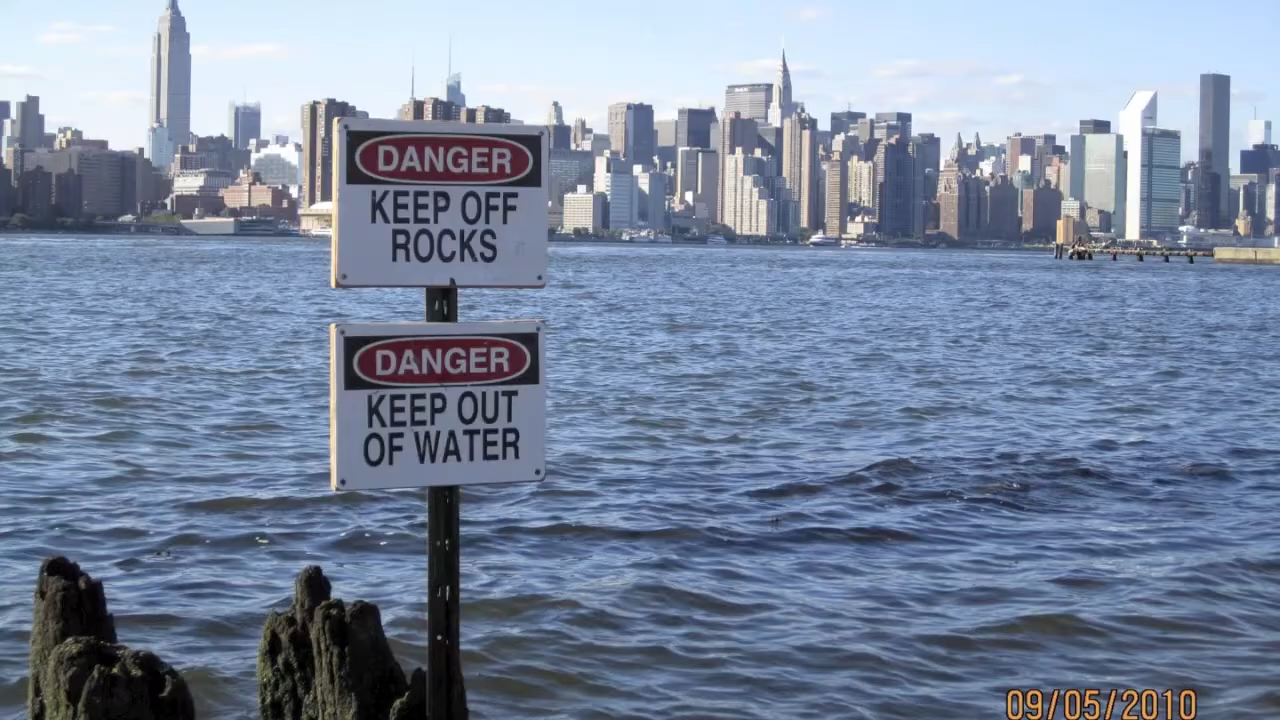 DANGER
KEEP OFF
ROCKS
DANGER
KEEP OUT
OF WATER
09/05/2010